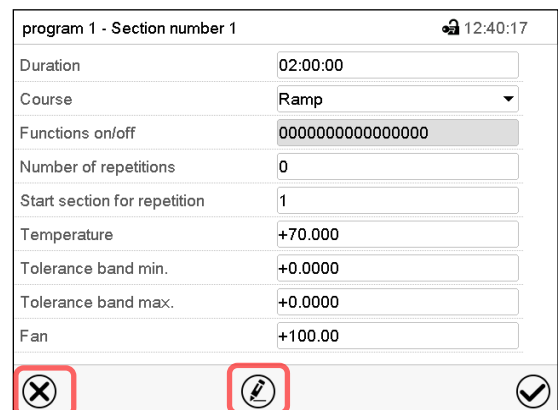 program 1 - Section number 1 12:40:17
Duration 02:00:00
Course Ramp
Functions on/off 0000000000000000
Number of repetitions 0
Start section for repetition 1
Temperature +70.000
Tolerance band min. +0.0000
Tolerance band max. +0.0000
Fan +100.00